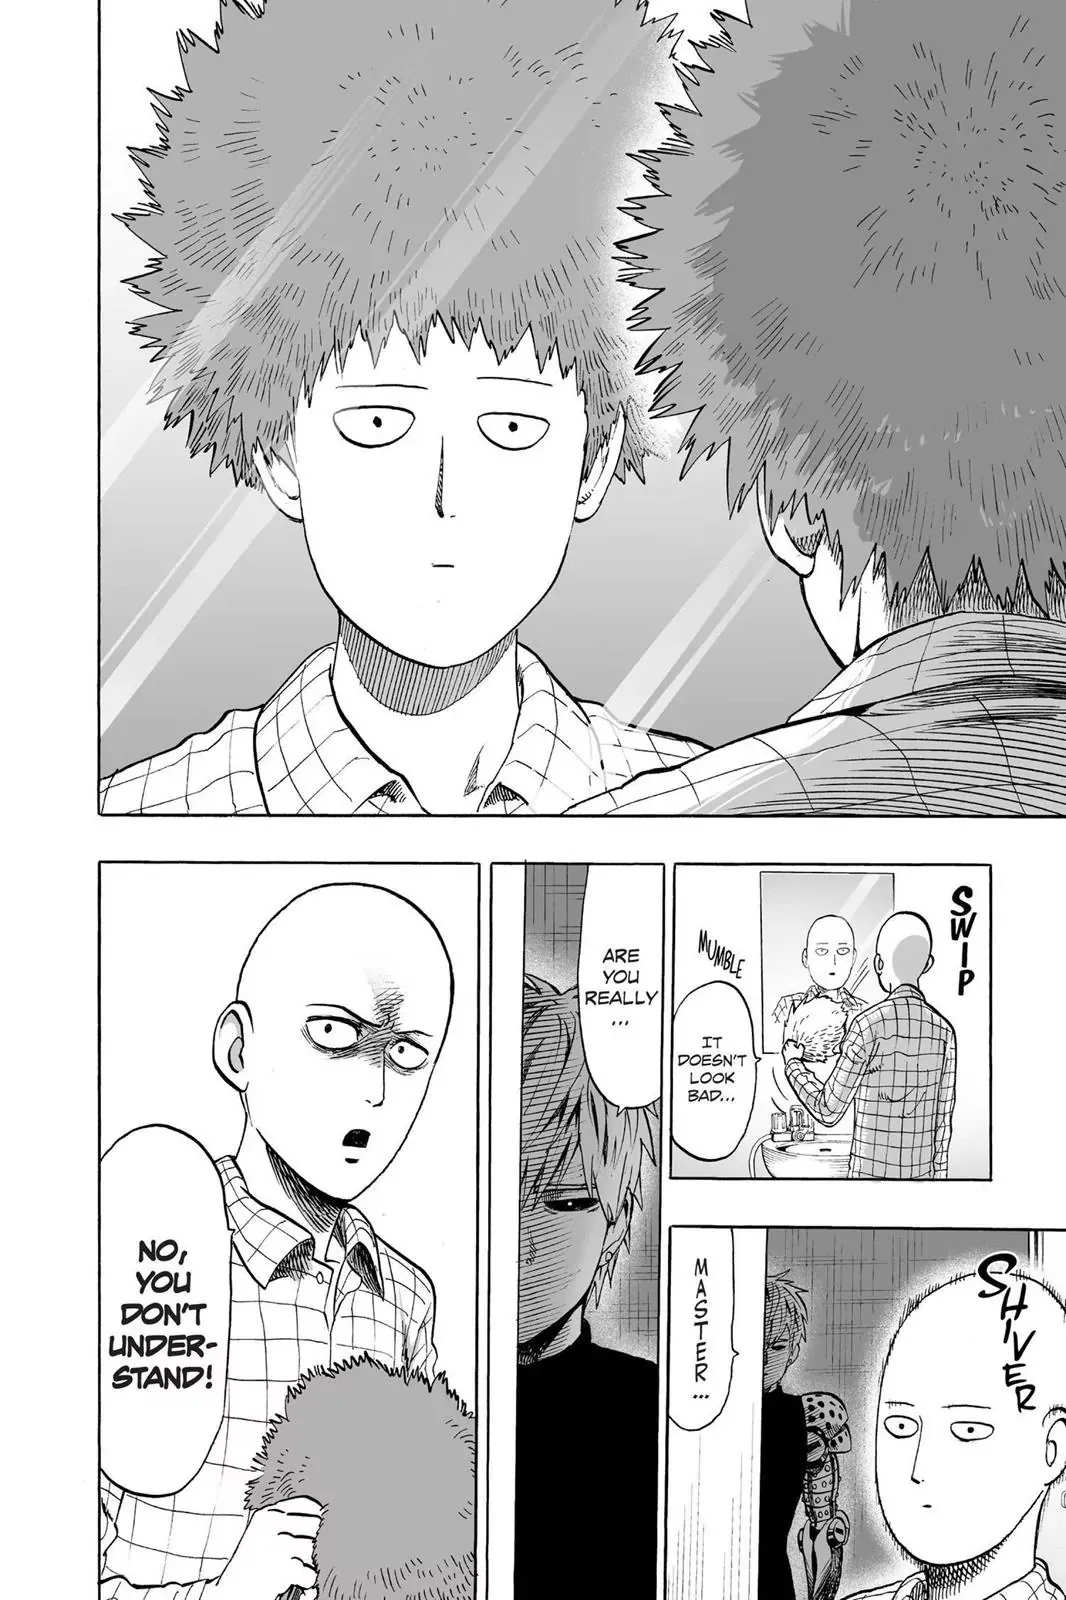 SWIP
MUMBLE
IT
DOESN'T
LOOK
BAD...
SHIVER
MASTER...
ARE
YOU
REALLY
...
NO,
YOU
DON'T
UNDER-
STAND!